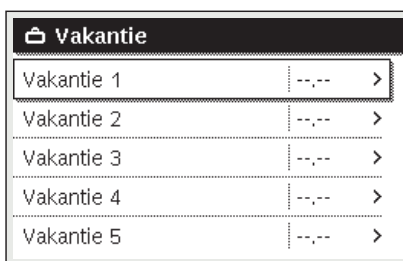 Vakantie
Vakantie 1 --.-- >
Vakantie 2 --.-- >
Vakantie 3 --.-- >
Vakantie 4 --.-- >
Vakantie 5 --.-- >